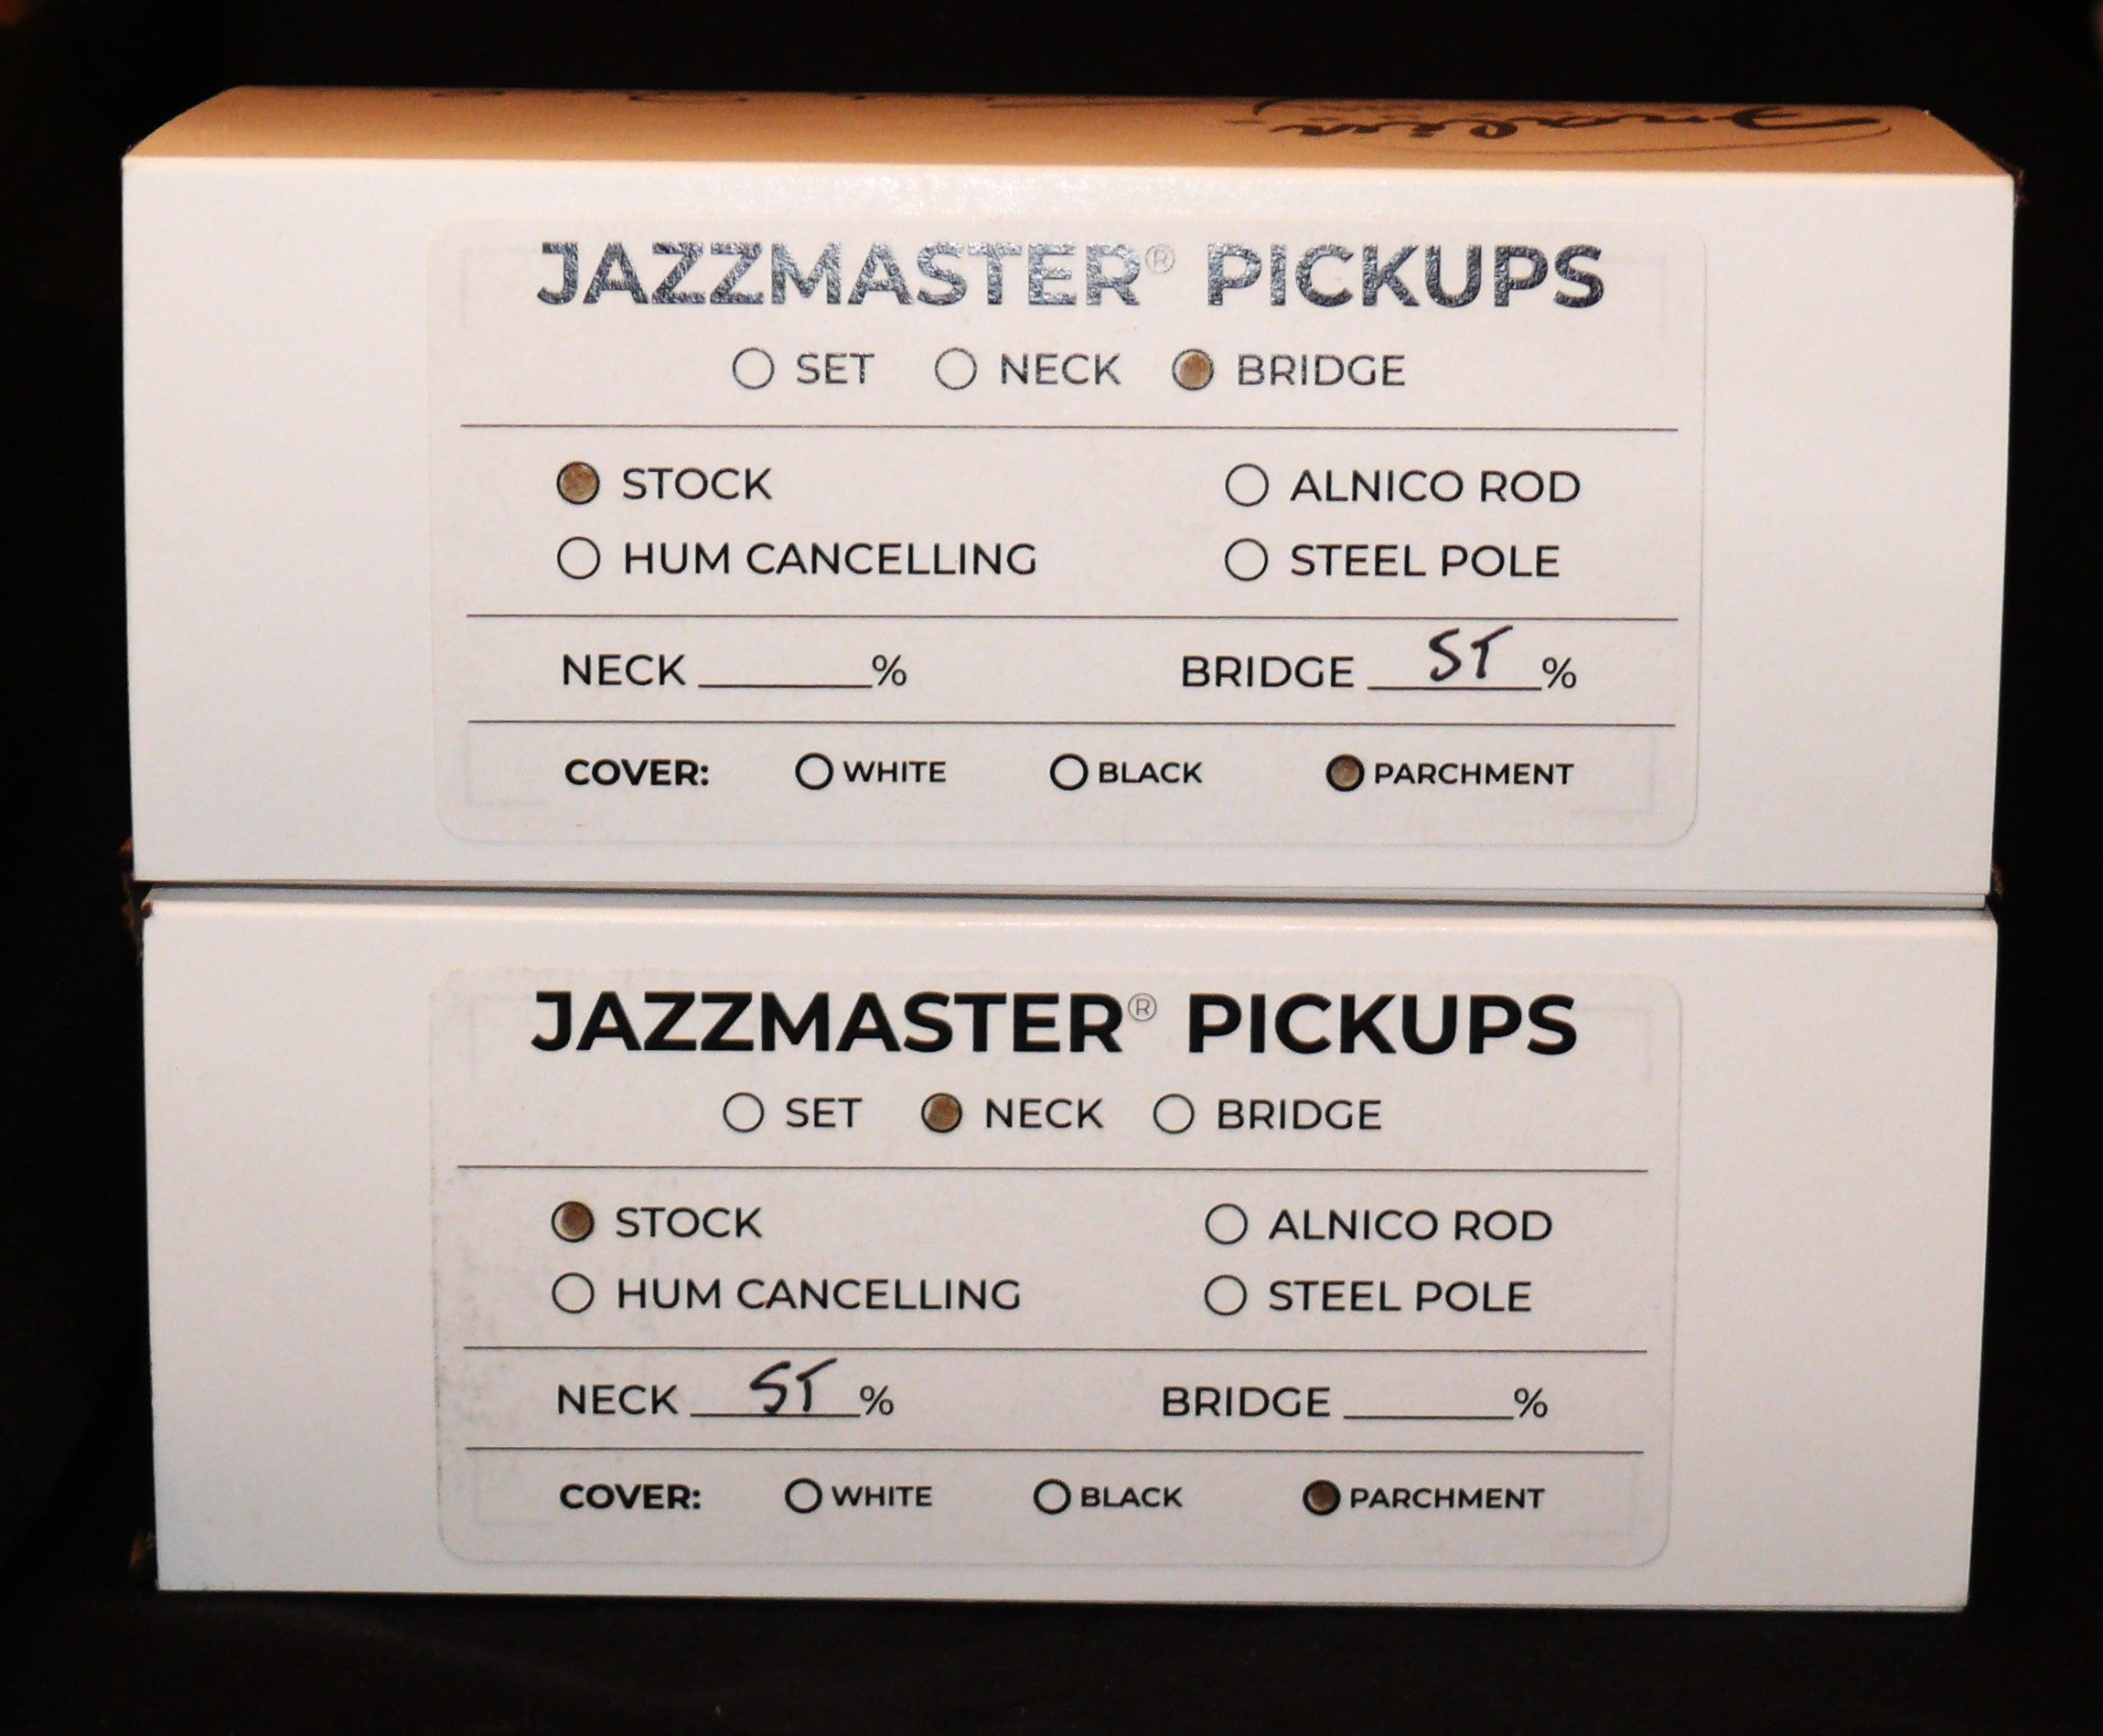 JAZZMASTER® PICKUPS
SET NECK BRIDGE
STOCK ALNICO ROD
HUM CANCELLING STEEL POLE
NECK ______% BRIDGE ST %
COVER: WHITE BLACK PARCHMENT
JAZZMASTER® PICKUPS
SET NECK BRIDGE
STOCK ALNICO ROD
HUM CANCELLING STEEL POLE
NECK ST % BRIDGE ______%
COVER: WHITE BLACK PARCHMENT